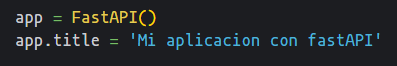 app = FastAPI()
app.title = 'Mi aplicacion con fastAPI'